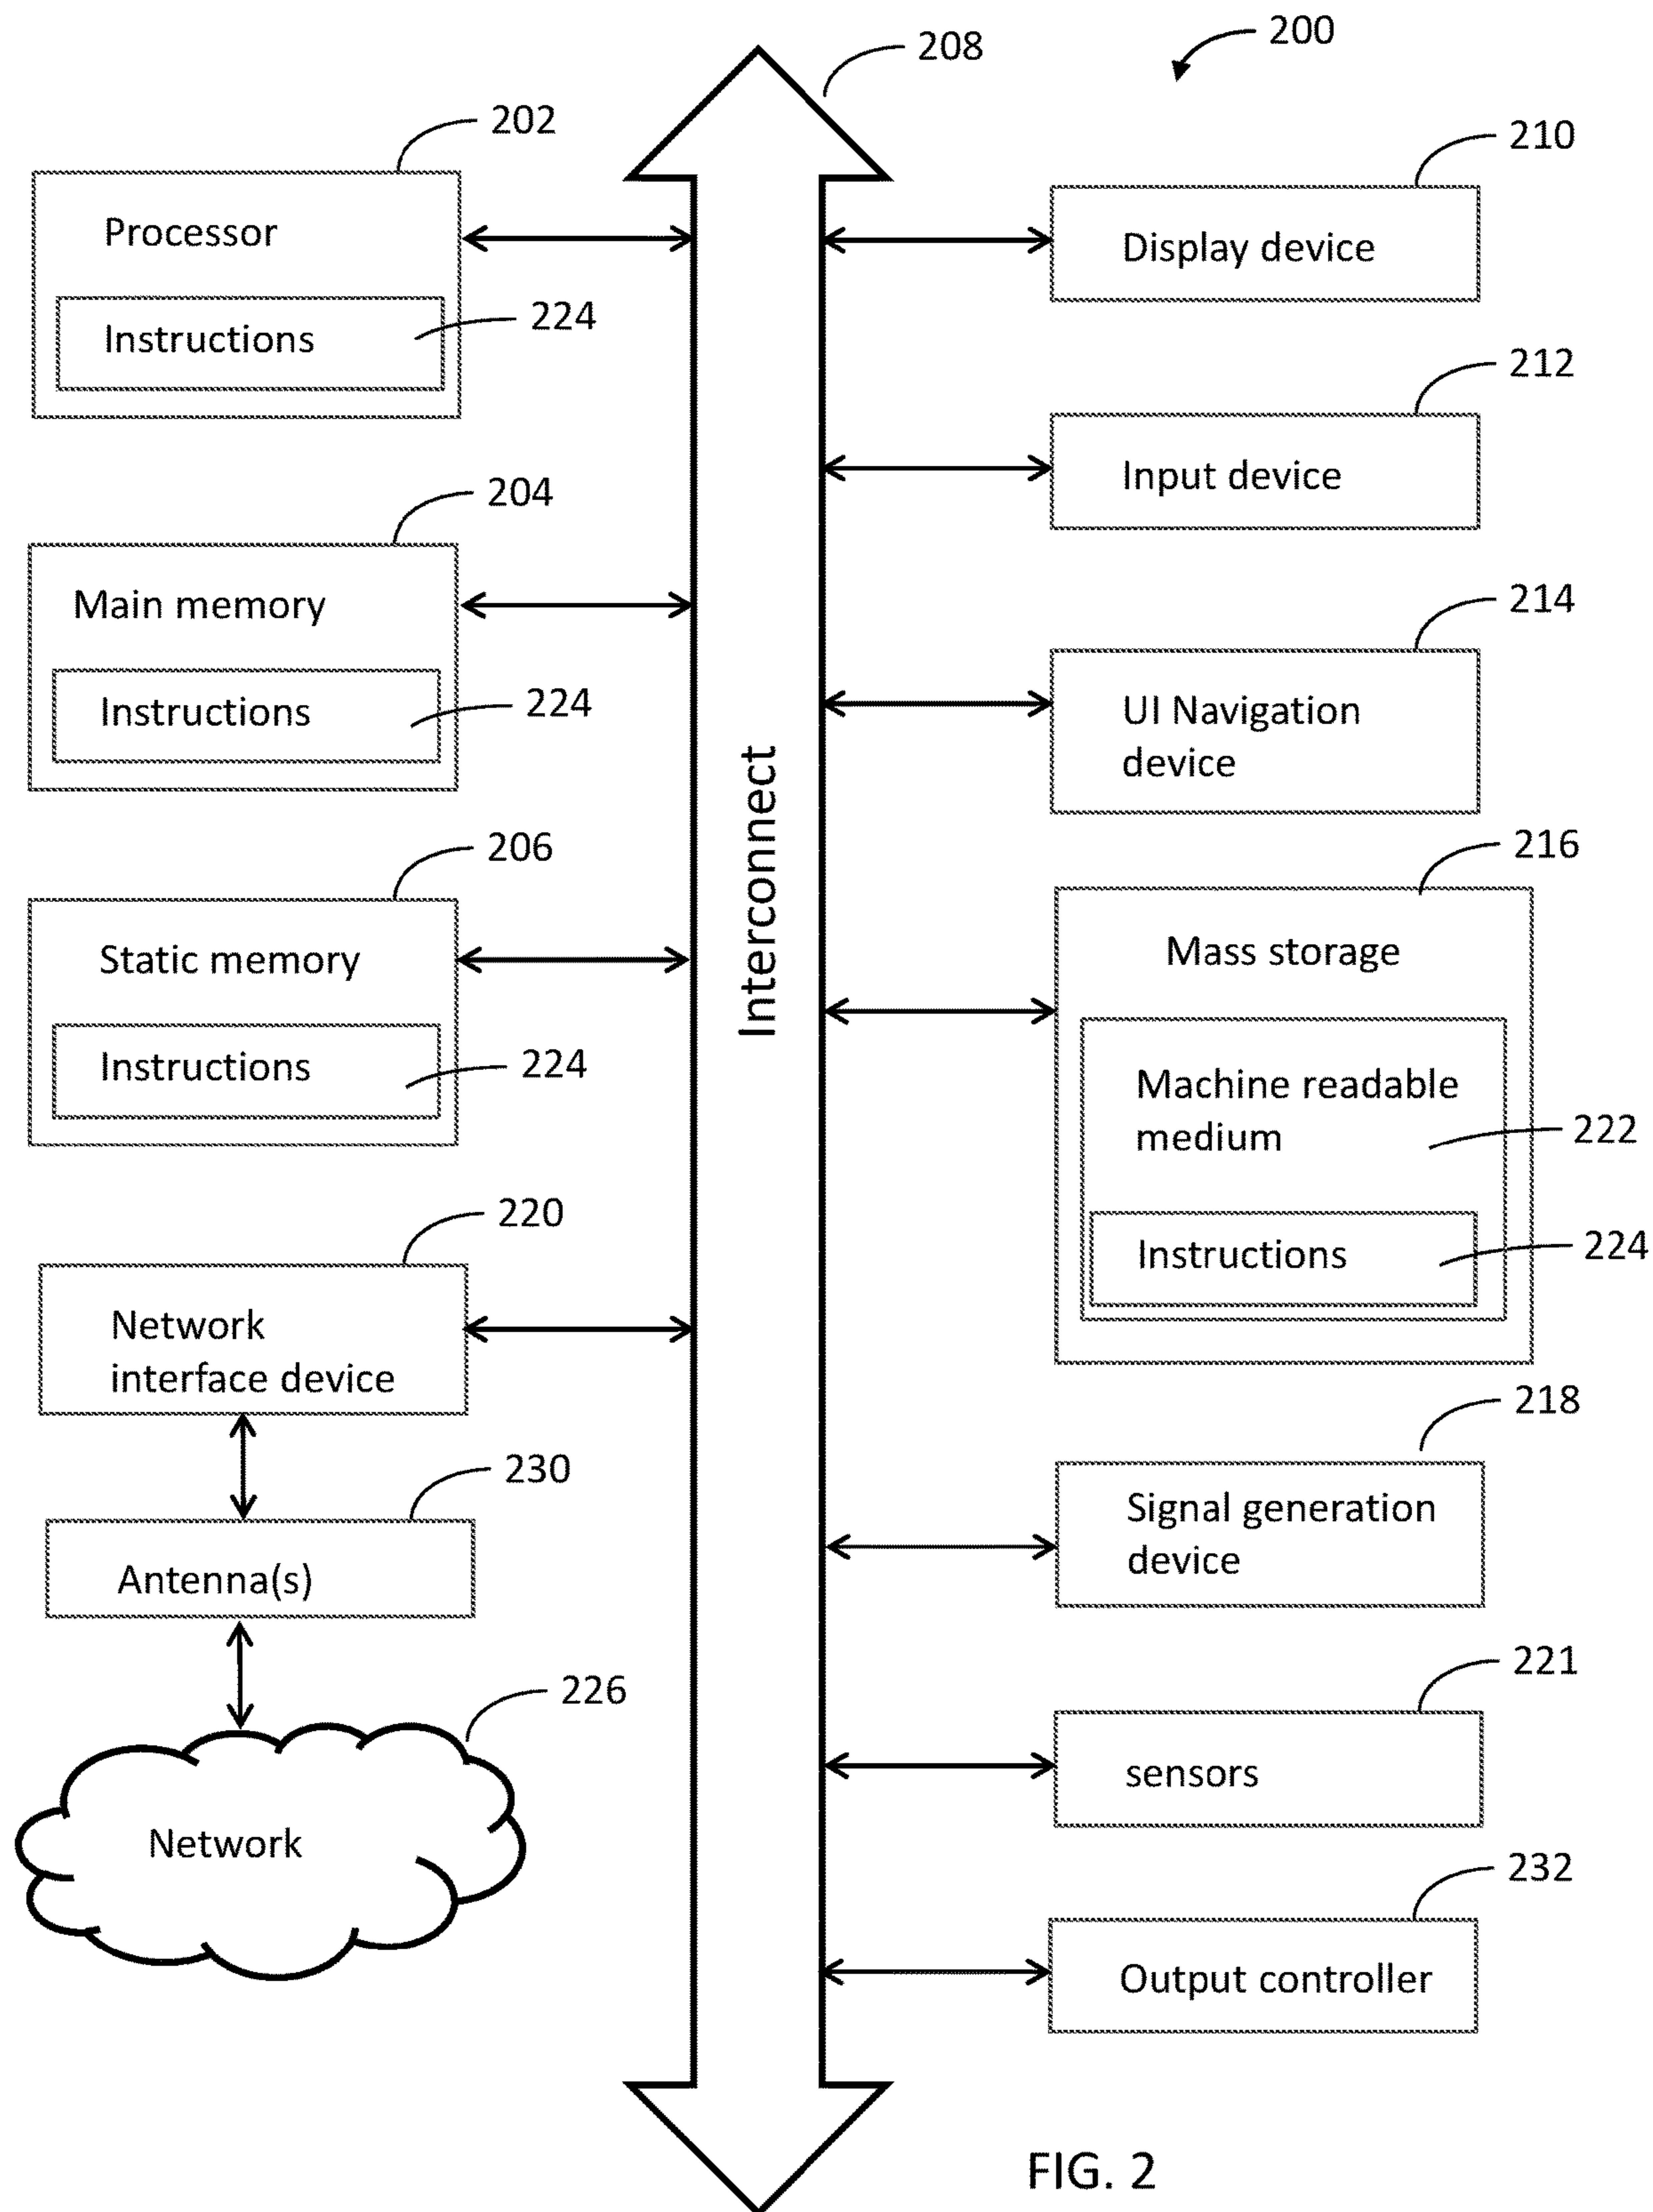 200
208
202
Processor
Instructions
224
204
Main memory
Instructions
224
206
Static memory
Instructions
224
220
Network
interface device
230
Antenna(s)
226
Network
Interconnect
210
Display device
212
Input device
214
UI Navigation
device
216
Mass storage
Machine readable
medium
222
Instructions
224
218
Signal generation
device
221
sensors
232
Output controller
FIG. 2